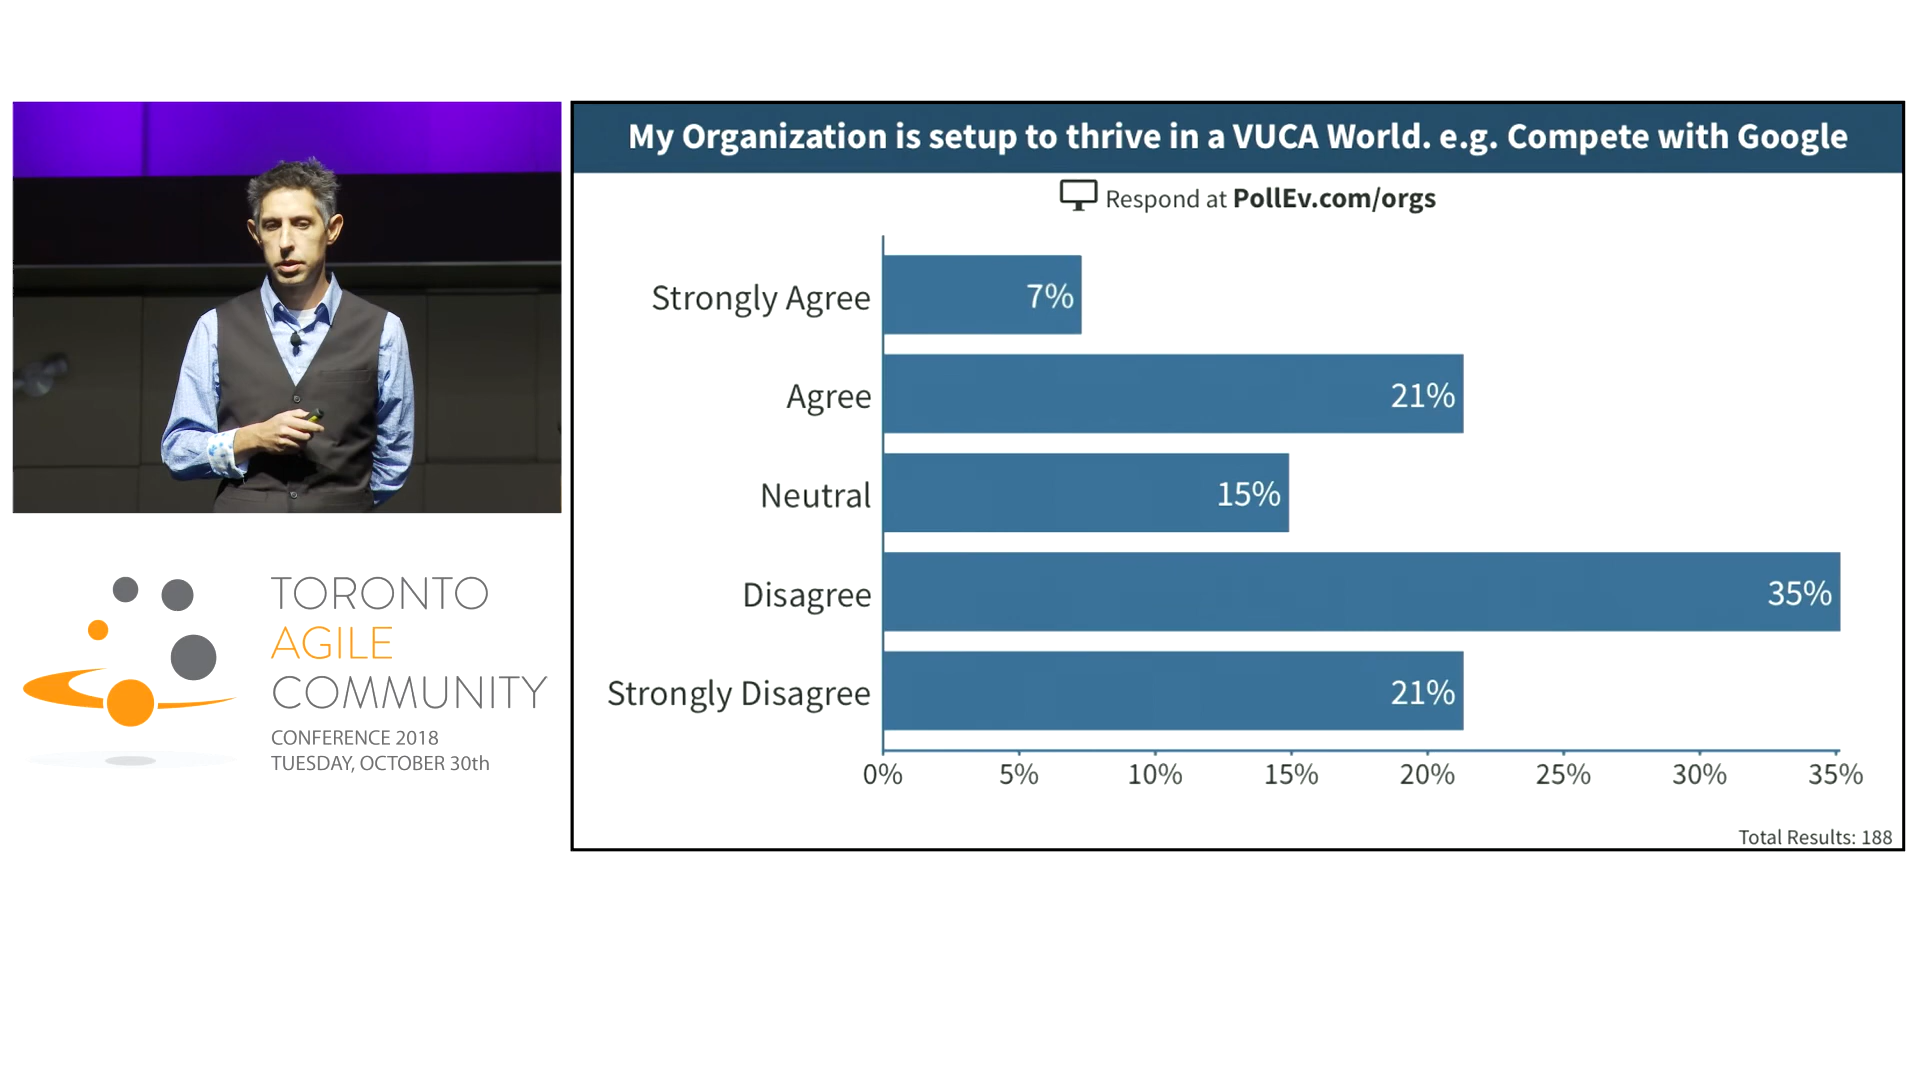 My Organization is setup to thrive in a VUCA World. e.g. Compete with Google
Respond at PollEv.com/orgs
Strongly Agree 7%
Agree 21%
Neutral 15%
Disagree 35%
Strongly Disagree 21%
0% 5% 10% 15% 20% 25% 30% 35%
Total Results: 188
TORONTO
AGILE
COMMUNITY
CONFERENCE 2018
TUESDAY, OCTOBER 30th